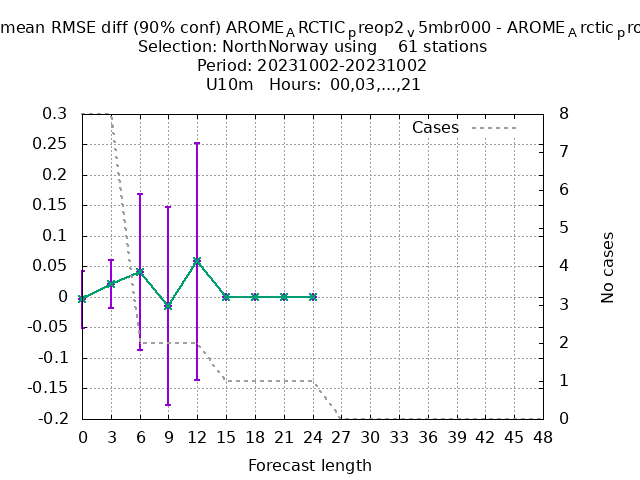 mean RMSE diff (90% conf) AROME_ARCTIC_preop2_v5mbr000 - AROME_Arctic_pro
Selection: NorthNorway using 61 stations
Period: 20231002-20231002
U10m Hours: 00,03,...,21
Cases
0.3
0.25
0.2
0.15
0.1
0.05
0
-0.05
-0.1
-0.15
-0.2
8
7
6
5
4
3
2
1
0
No cases
0 3 6 9 12 15 18 21 24 27 30 33 36 39 42 45 48
Forecast length